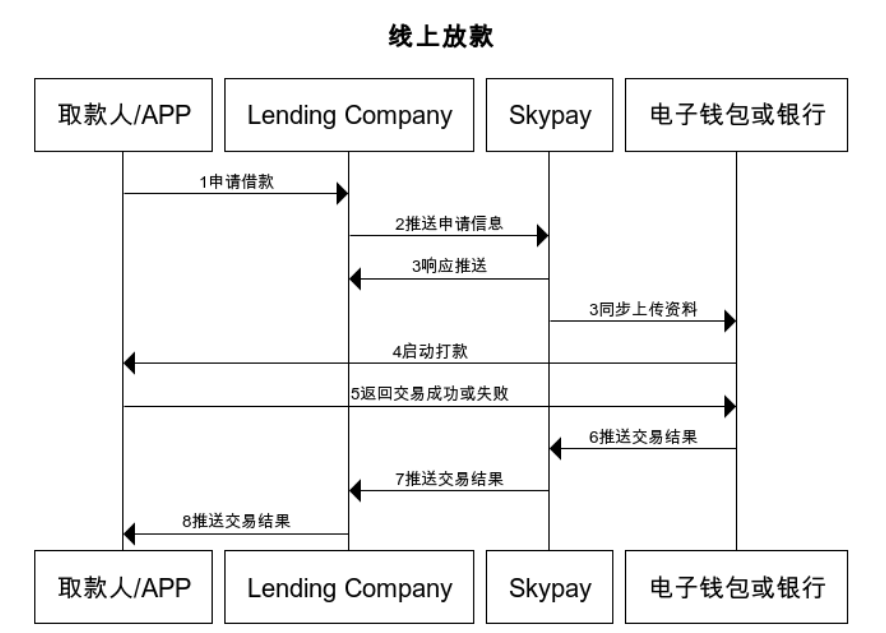 线上放款
取款人/APP
Lending Company
Skypay
电子钱包或银行
1申请借款
2推送申请信息
3响应推送
3同步上传资料
4启动打款
5返回交易成功或失败
6推送交易结果
7推送交易结果
8推送交易结果
取款人/APP
Lending Company
Skypay
电子钱包或银行